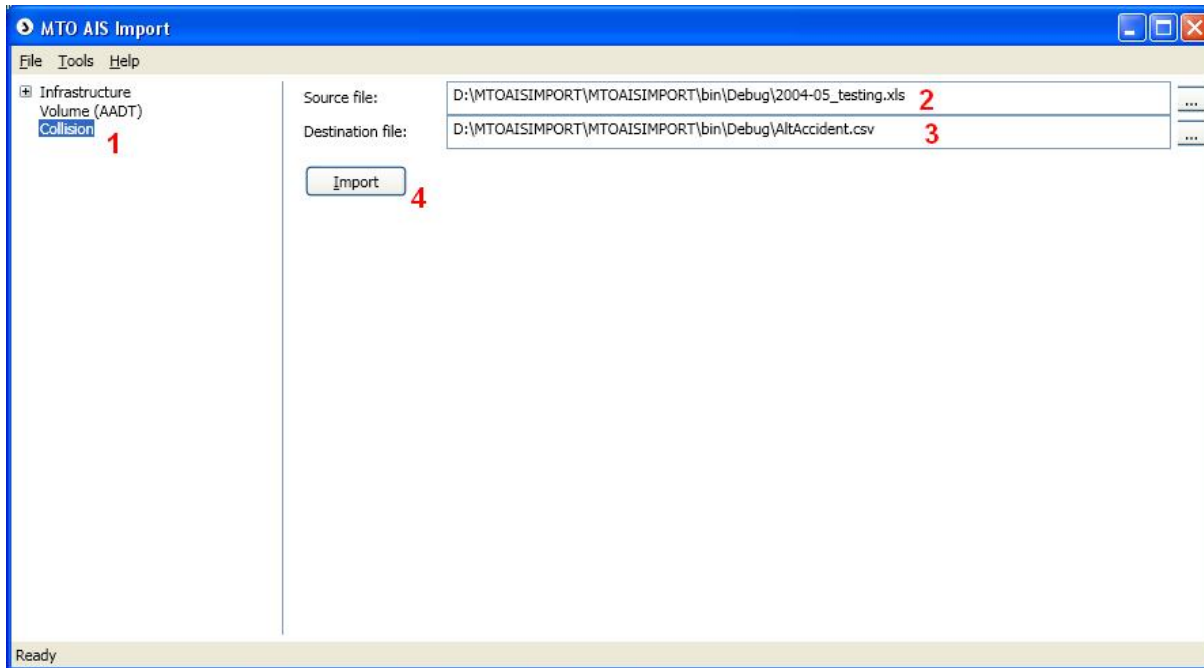 MTO AIS Import
File Tools Help
Infrastructure
Volume (AADT)
Collision
1
Source file: D:\MTOAISIMPORT\MTOAISIMPORT\bin\Debug\2004-05_testing.xls 2 ...
Destination file: D:\MTOAISIMPORT\MTOAISIMPORT\bin\Debug\AltAccident.csv 3 ...
Import 4
Ready